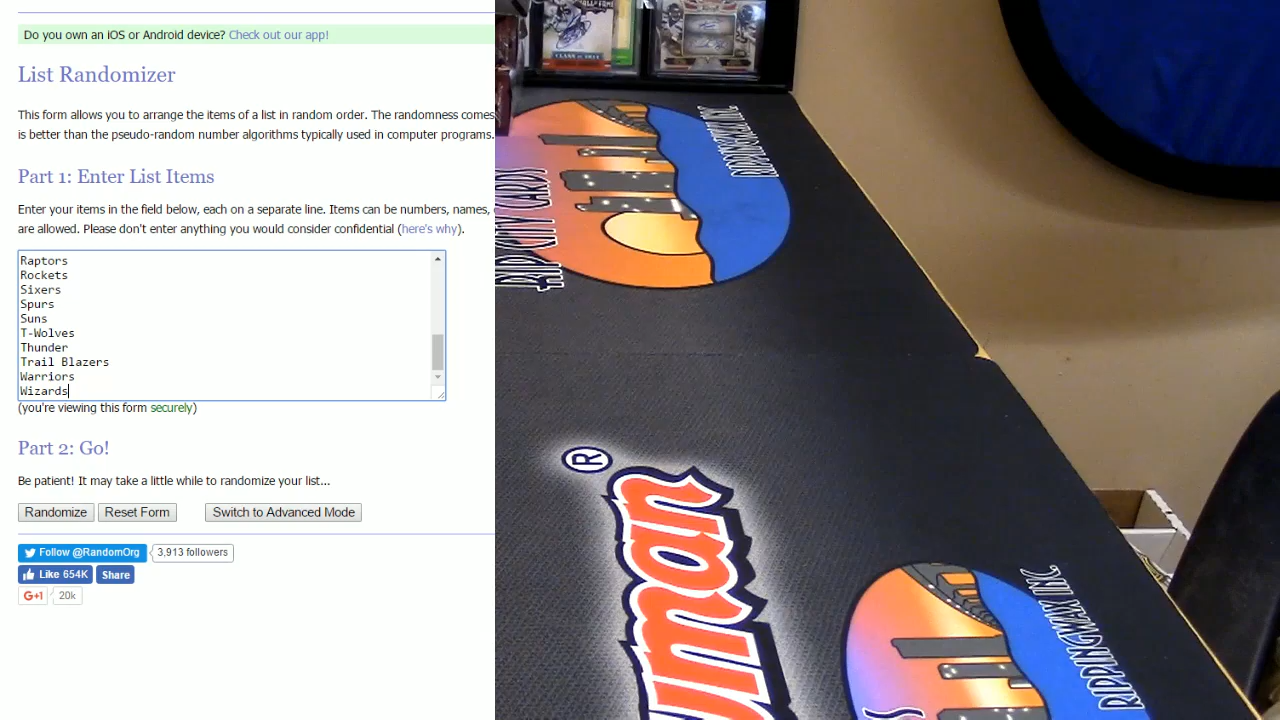 Do you own an iOS or Android device? Check out our app!
List Randomizer
This form allows you to arrange the items of a list in random order. The randomness comes
is better than the pseudo-random number algorithms typically used in computer programs.
Part 1: Enter List Items
Enter your items in the field below, each on a separate line. Items can be numbers, names,
are allowed. Please don't enter anything you would consider confidential (here's why).
Raptors
Rockets
Sixers
Spurs
Suns
T-Wolves
Thunder
Trail Blazers
Warriors
Wizards
(you're viewing this form securely)
Part 2: Go!
Be patient! It may take a little while to randomize your list...
Randomize Reset Form Switch to Advanced Mode
Follow @RandomOrg 3,913 followers
Like 654K Share
G+1 20k
RIP CITY CARDS
RIPPINGWAX INC.
®
RIPPINGWAX INC.